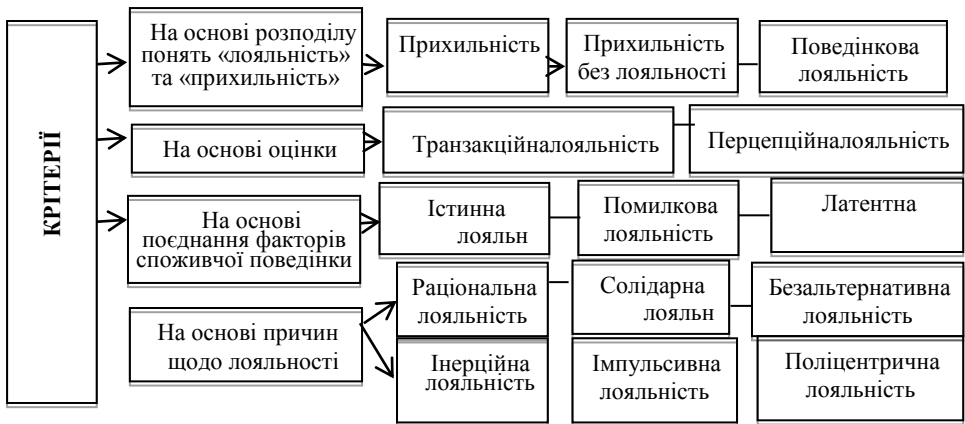 КРІТЕРІЇ
На основі розподілу
понять «лояльність»
та «прихильність»
Прихильність
Прихильність
без лояльності
Поведінкова
лояльність
На основі оцінки
Транзакційналояльність
Перцепційналояльність
На основі
поєднання факторів
споживчої поведінки
Істинна
лояльн
Помилкова
лояльність
Латентна
На основі причин
щодо лояльності
Раціональна
лояльність
Солідарна
лояльн
Безальтернативна
лояльність
Інерційна
лояльність
Імпульсивна
лояльність
Поліцентрична
лояльність